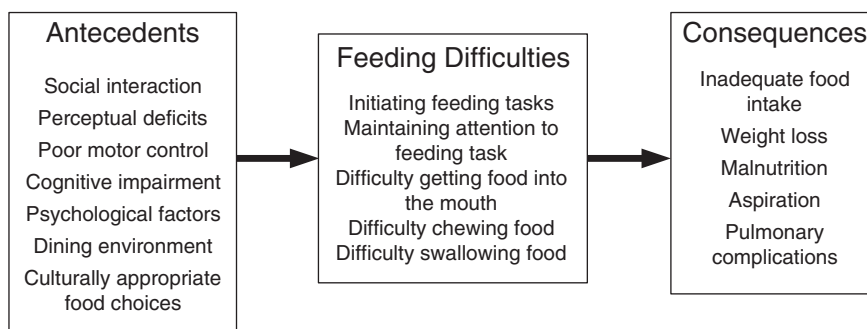 Antecedents
Social interaction
Perceptual deficits
Poor motor control
Cognitive impairment
Psychological factors
Dining environment
Culturally appropriate
food choices
Feeding Difficulties
Initiating feeding tasks
Maintaining attention to
feeding task
Difficulty getting food into
the mouth
Difficulty chewing food
Difficulty swallowing food
Consequences
Inadequate food
intake
Weight loss
Malnutrition
Aspiration
Pulmonary
complications